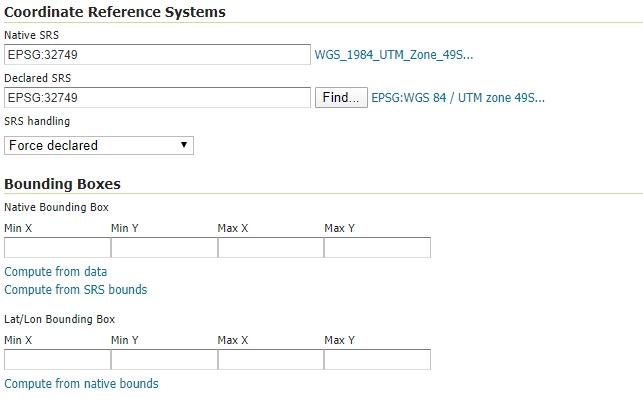 Coordinate Reference Systems
Native SRS
EPSG:32749 WGS_1984_UTM_Zone_49S...
Declared SRS
EPSG:32749 Find... EPSG:WGS 84 / UTM zone 49S...
SRS handling
Force declared
Bounding Boxes
Native Bounding Box
Min X Min Y Max X Max Y
Compute from data
Compute from SRS bounds
Lat/Lon Bounding Box
Min X Min Y Max X Max Y
Compute from native bounds